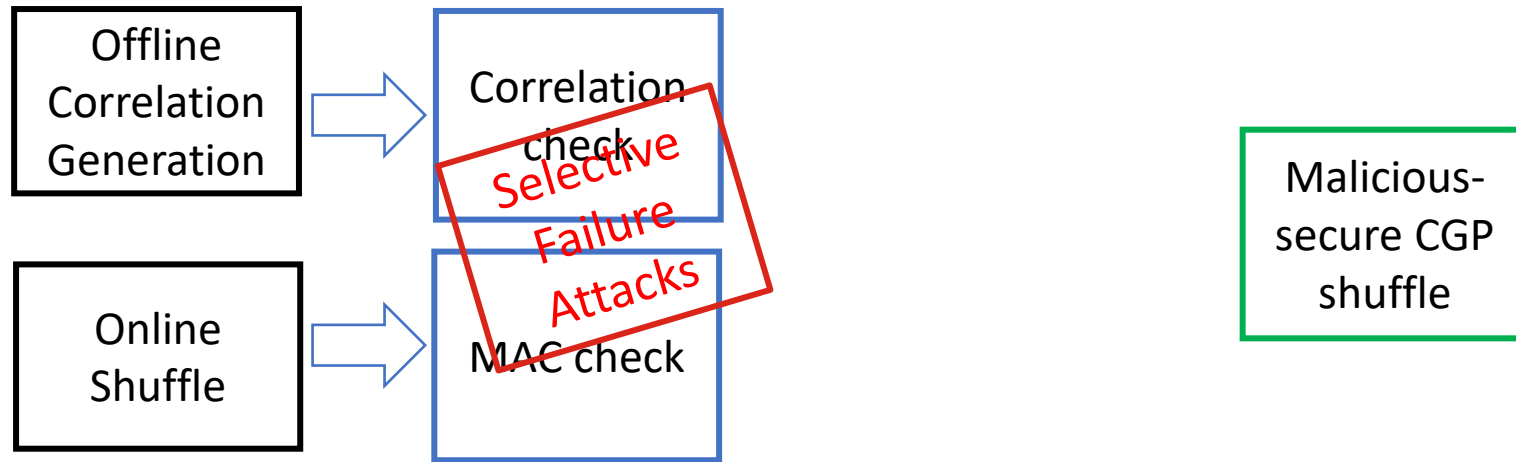 Offline
Correlation
Generation
Correlation
check
Selective
Failure
Attacks
Online
Shuffle
MAC check
Malicious-
secure CGP
shuffle